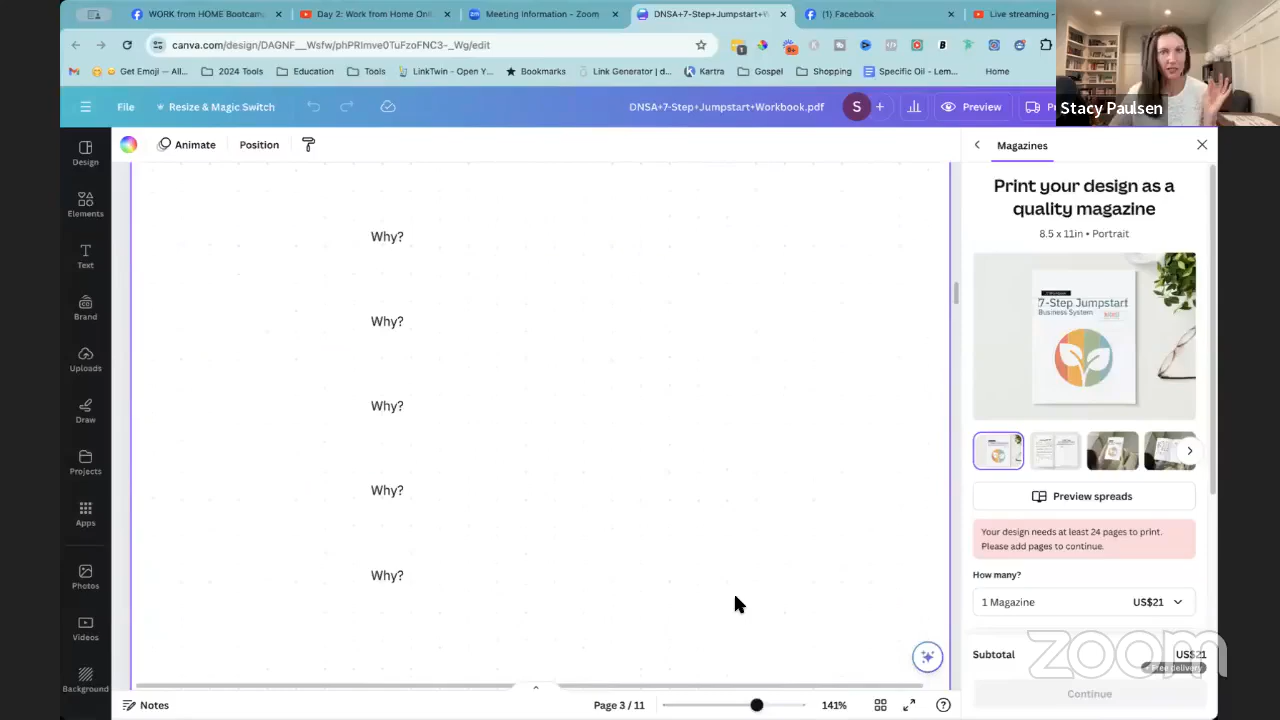 WORK from HOME Bootcamp
Day 2: Work from Home Onl
Meeting Information - Zoom
DNSA+7-Step+Jumpstart+W
(1) Facebook
Live streaming -
canva.com/design/DAGNF__Wsfw/phPRImve0TuFzoFNC3-_Wg/edit
Get Emoji — All...
2024 Tools
Education
Tools
LinkTwin - Open Y...
Bookmarks
Link Generator | d...
Kartra
Gospel
Shopping
Specific Oil - Lem...
Home
Stacy Paulsen
File
Resize & Magic Switch
DNSA+7-Step+Jumpstart+Workbook.pdf
S
Preview
Design
Elements
Text
Brand
Uploads
Draw
Projects
Apps
Photos
Videos
Background
Animate
Position
Why?
Why?
Why?
Why?
Why?
Magazines
Print your design as a
quality magazine
8.5 x 11in • Portrait
7-Step Jumpstart
Business System
Preview spreads
Your design needs at least 24 pages to print.
Please add pages to continue.
How many?
1 Magazine US$21
Subtotal US$21
+ Free delivery
Continue
zoom
Notes
Page 3 / 11
141%